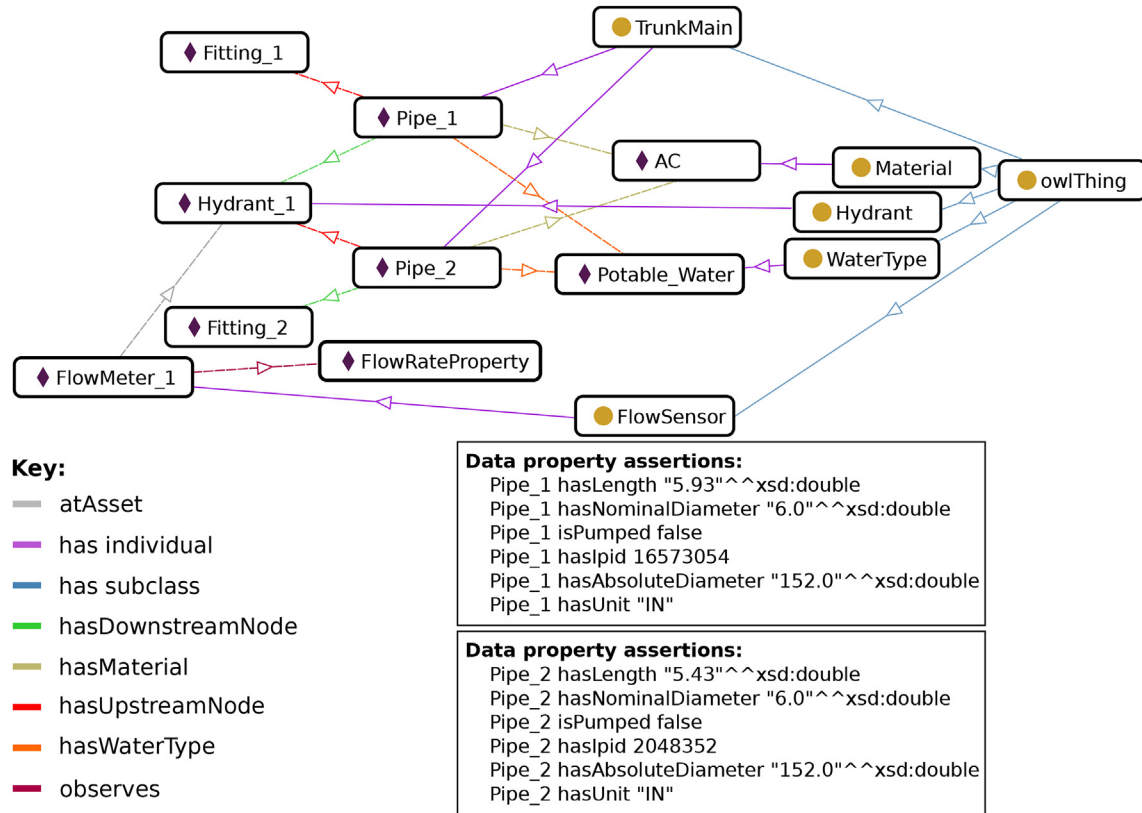 TrunkMain
Fitting_1
Pipe_1
AC
Material
owlThing
Hydrant_1
Hydrant
Pipe_2
Potable_Water
WaterType
Fitting_2
FlowMeter_1
FlowRateProperty
FlowSensor
Key:
atAsset
has individual
has subclass
hasDownstreamNode
hasMaterial
hasUpstreamNode
hasWaterType
observes
Data property assertions:
Pipe_1 hasLength "5.93"^^xsd:double
Pipe_1 hasNominalDiameter "6.0"^^xsd:double
Pipe_1 isPumped false
Pipe_1 hasIpid 16573054
Pipe_1 hasAbsoluteDiameter "152.0"^^xsd:double
Pipe_1 hasUnit "IN"
Data property assertions:
Pipe_2 hasLength "5.43"^^xsd:double
Pipe_2 hasNominalDiameter "6.0"^^xsd:double
Pipe_2 isPumped false
Pipe_2 hasIpid 2048352
Pipe_2 hasAbsoluteDiameter "152.0"^^xsd:double
Pipe_2 hasUnit "IN"